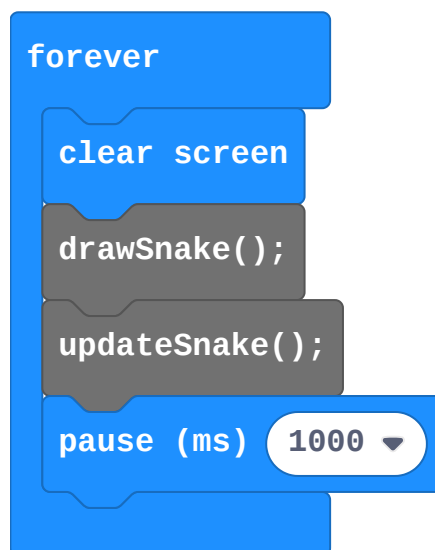 forever
clear screen
drawSnake();
updateSnake();
pause (ms) 1000